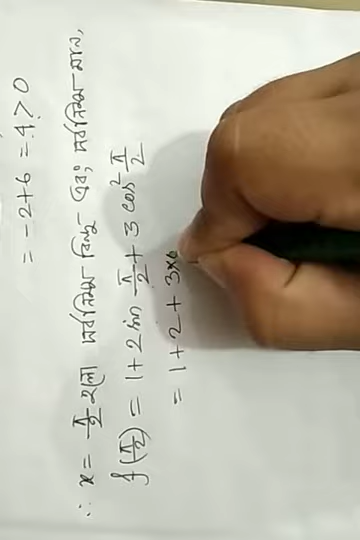 = -2+6 = 4 > 0
∴ x = π/2 হলে সর্বনিম্ন বিন্দু এবং সর্বনিম্ন মান,
f(π/2) = 1+2 sin π/2 + 3 cos² π/2
= 1+2+3×0